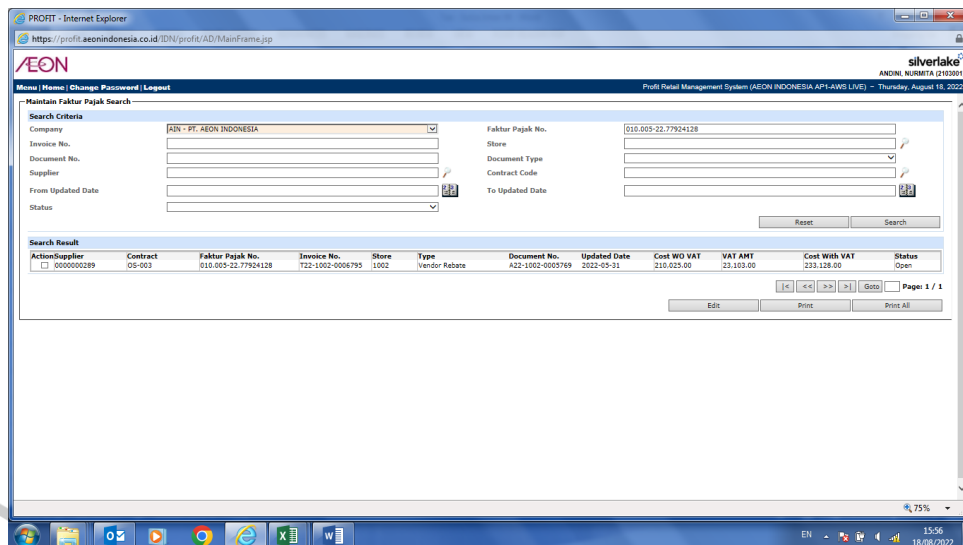 PROFIT - Internet Explorer
https://profit.aeonindonesia.co.id/IDN/profit/AD/MainFrame.jsp
ÆON
silverlake
ANDINI, NURMITA (2103001
Menu | Home | Change Password | Logout
Profit Retail Management System (AEON INDONESIA AP1-AWS LIVE) - Thursday, August 18, 2022
Maintain Faktur Pajak Search
Search Criteria
Company AIN - PT. AEON INDONESIA Faktur Pajak No. 010.005-22.77924128
Invoice No. Store
Document No. Document Type
Supplier Contract Code
From Updated Date To Updated Date
Status
Reset Search
Search Result
Action Supplier Contract Faktur Pajak No. Invoice No. Store Type Document No. Updated Date Cost WO VAT VAT AMT Cost With VAT Status
0000000289 OS-003 010.005-22.77924128 T22-1002-0006795 1002 Vendor Rebate A22-1002-0005769 2022-05-31 210,025.00 23,103.00 233,128.00 Open
|< << >> >| Goto Page: 1 / 1
Edit Print Print All
75%
EN 15:56
18/08/2022